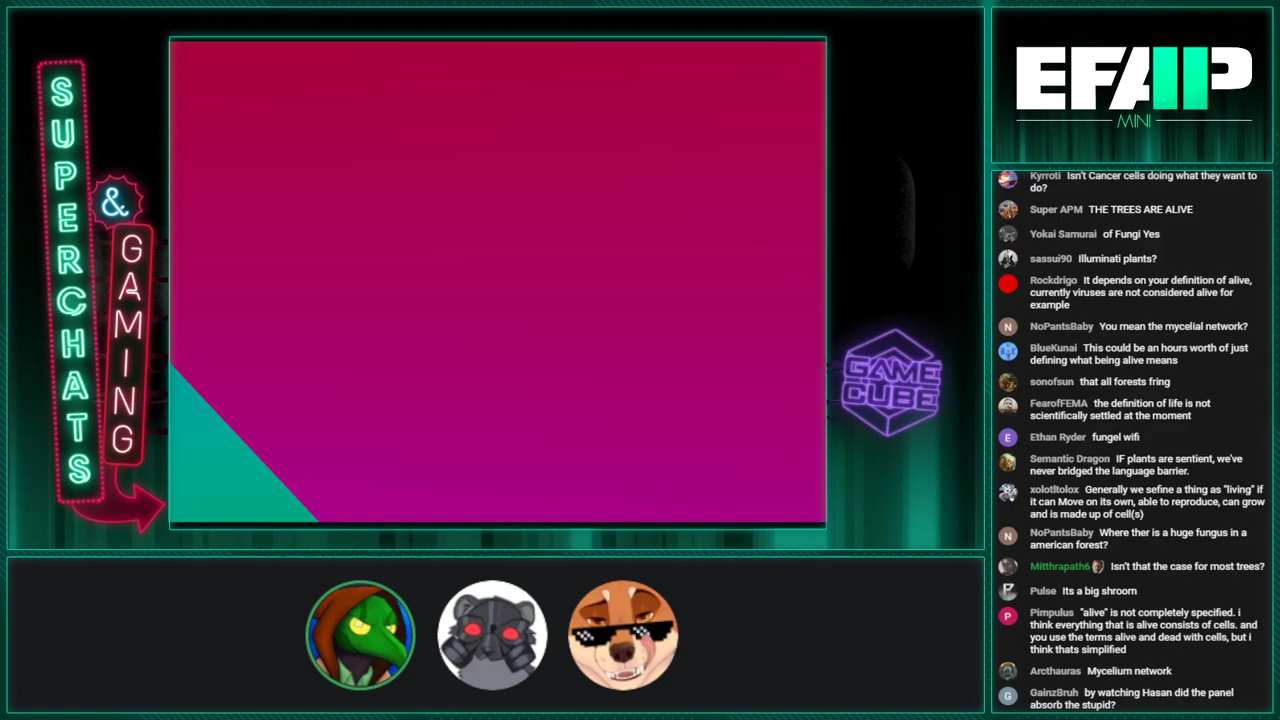 SUPERCHATS
&
GAMING
GAME
CUBE
EFAP
MINI
Kyrroti Isn't Cancer cells doing what they want to
do?
Super APM THE TREES ARE ALIVE
Yokai Samurai of Fungi Yes
sassui90 Illuminati plants?
Rockdrigo It depends on your definition of alive,
currently viruses are not considered alive for
example
N NoPantsBaby You mean the mycelial network?
BlueKunai This could be an hours worth of just
defining what being alive means
sonofsun that all forests fring
FearofFEMA the definition of life is not
scientifically settled at the moment
E Ethan Ryder fungel wifi
Semantic Dragon IF plants are sentient, we've
never bridged the language barrier.
xolotltolox Generally we sefine a thing as "living" if
it can Move on its own, able to reproduce, can grow
and is made up of cell(s)
N NoPantsBaby Where ther is a huge fungus in a
american forest?
Mitthrapath6 Isn't that the case for most trees?
Pulse Its a big shroom
P Pimpulus "alive" is not completely specified. i
think everything that is alive consists of cells. and
you use the terms alive and dead with cells, but i
think thats simplified
Arcthauras Mycelium network
G GainzBruh by watching Hasan did the panel
absorb the stupid?